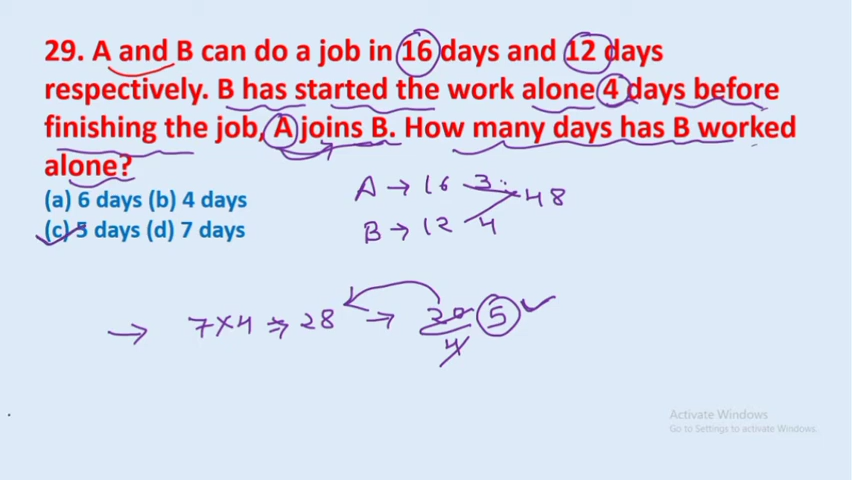 29. A and B can do a job in 16 days and 12 days
respectively. B has started the work alone 4 days before
finishing the job, A joins B. How many days has B worked
alone?
(a) 6 days (b) 4 days
(c) 5 days (d) 7 days
A → 16 3 48
B → 12 4
→ 7×4 ⇒ 28 → 20 5
4
Activate Windows
Go to Settings to activate Windows.